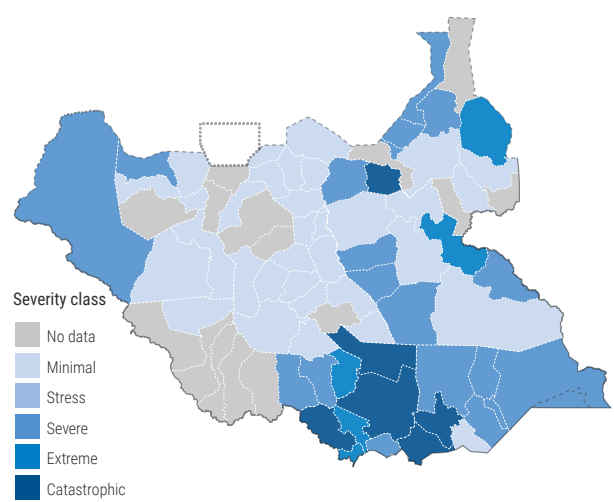 Severity class
No data
Minimal
Stress
Severe
Extreme
Catastrophic